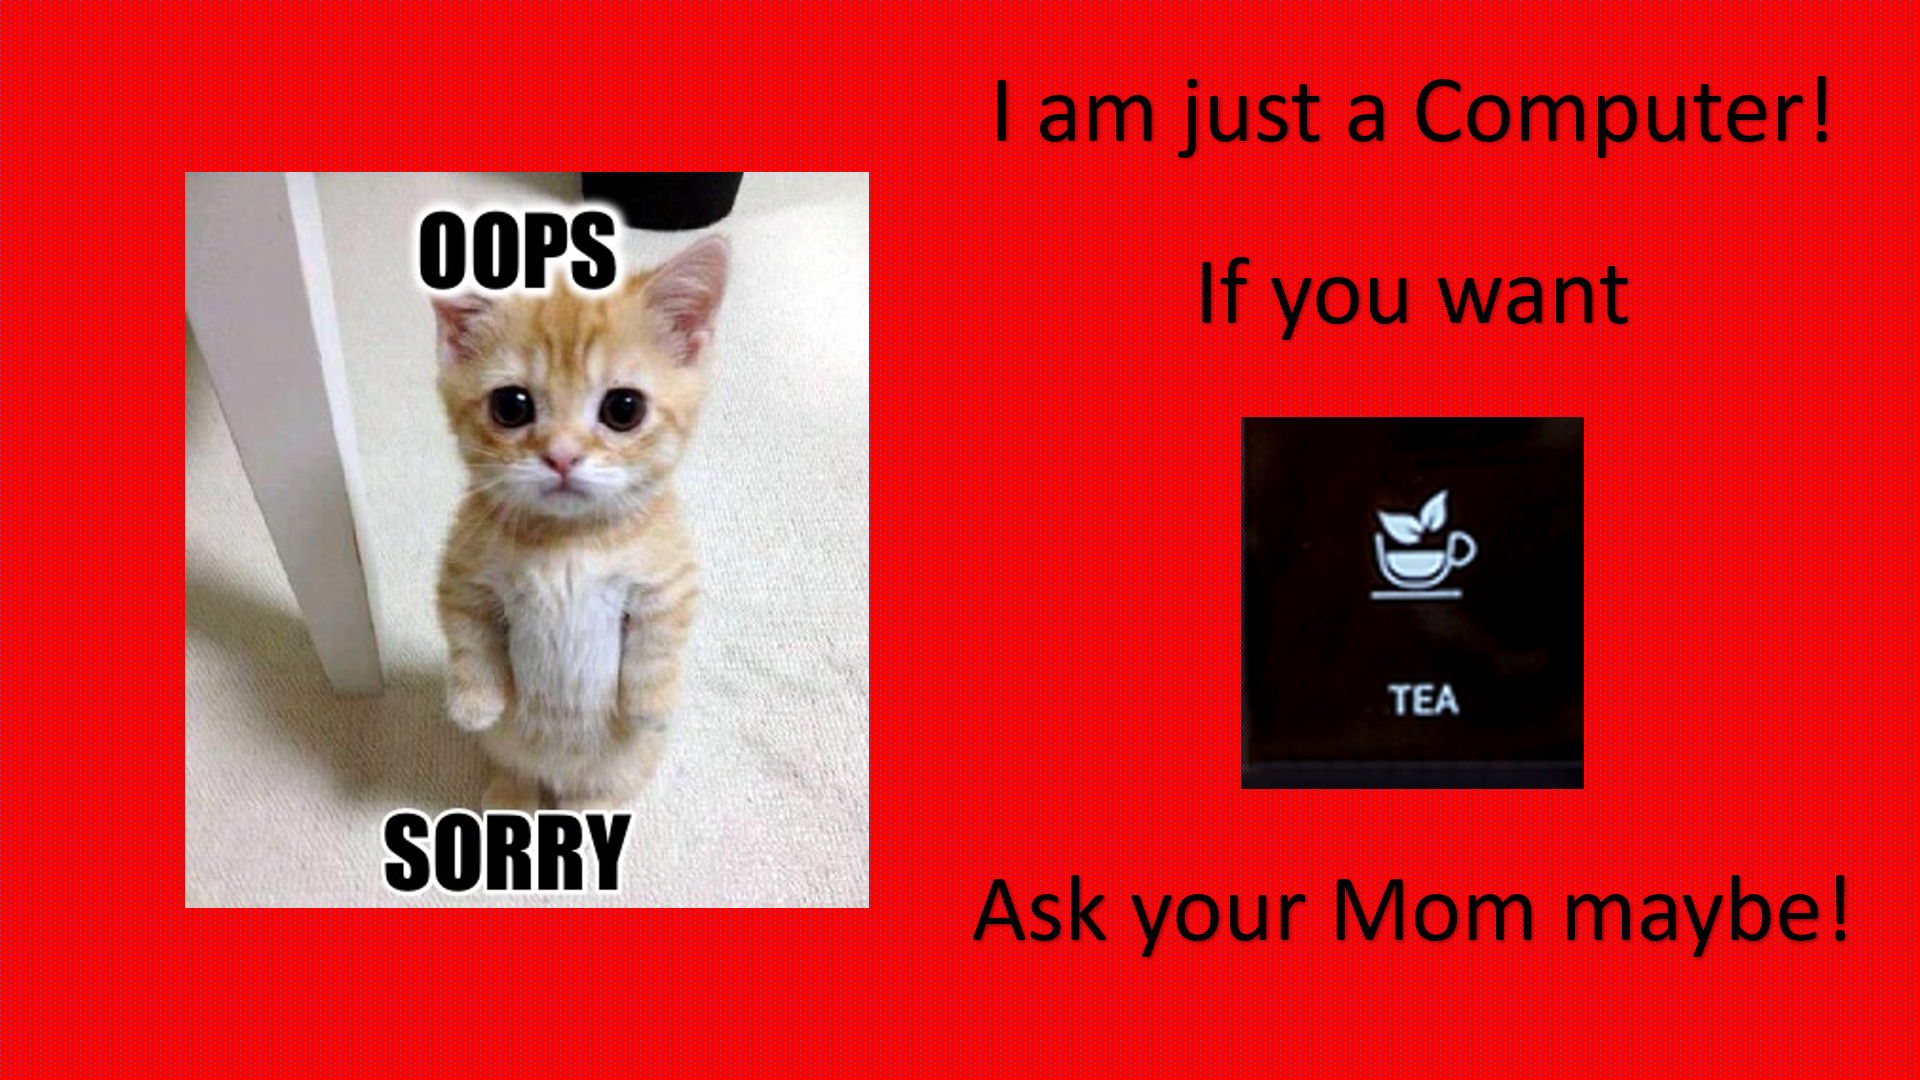 OOPS
SORRY
I am just a Computer!
If you want
TEA
Ask your Mom maybe!